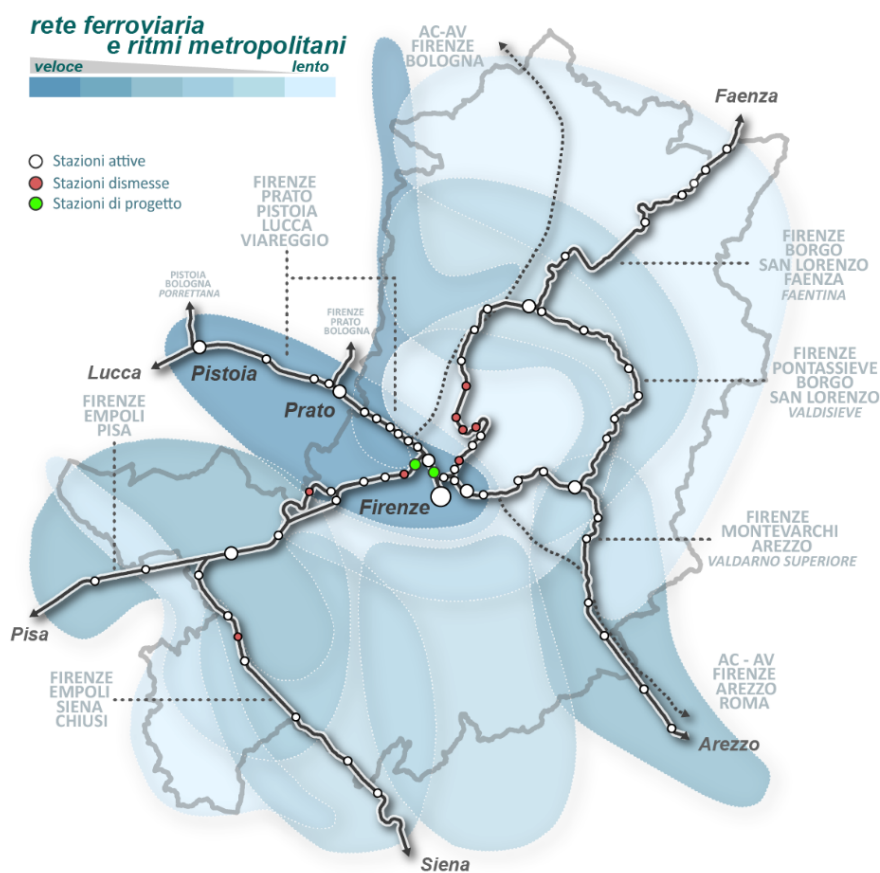 rete ferroviaria
e ritmi metropolitani
veloce
lento
Stazioni attive
Stazioni dismesse
Stazioni di progetto
AC-AV
FIRENZE
BOLOGNA
Faenza
FIRENZE
PRATO
PISTOIA
LUCCA
VIAREGGIO
FIRENZE
BORGO
SAN LORENZO
FAENZA
FAENTINA
PISTOIA
BOLOGNA
PORRETTANA
FIRENZE
PRATO
BOLOGNA
Lucca
Pistoia
Prato
FIRENZE
PONTASSIEVE
BORGO
SAN LORENZO
VALDISIEVE
FIRENZE
EMPOLI
PISA
Firenze
FIRENZE
MONTEVARCHI
AREZZO
VALDARNO SUPERIORE
Pisa
FIRENZE
EMPOLI
SIENA
CHIUSI
AC - AV
FIRENZE
AREZZO
ROMA
Arezzo
Siena